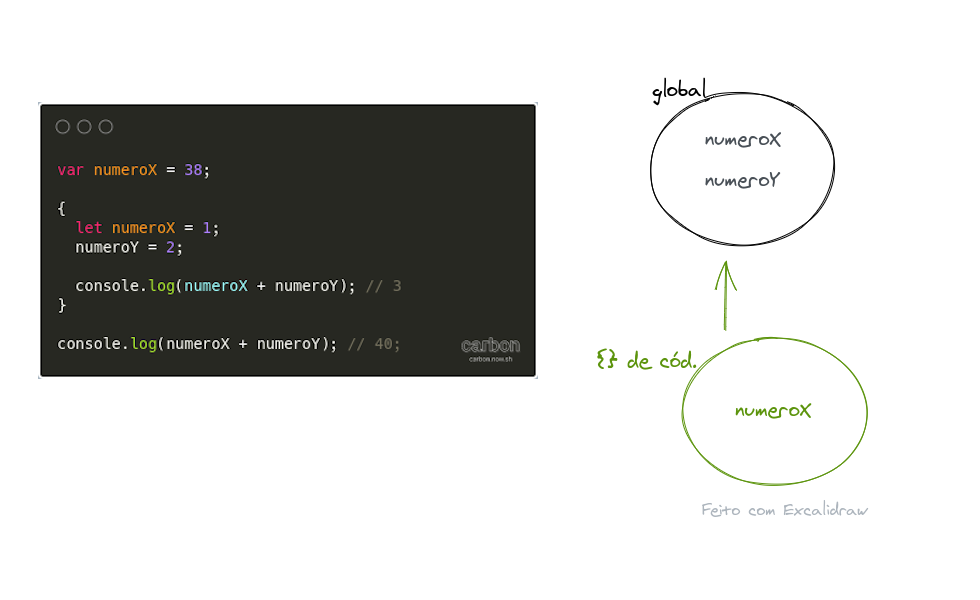 var numeroX = 38;
{
let numeroX = 1;
numeroY = 2;
console.log(numeroX + numeroY); // 3
}
console.log(numeroX + numeroY); // 40;
carbon
carbon.now.sh
global
numeroX
numeroY
{} de cód.
numeroX
Feito com Excalidraw